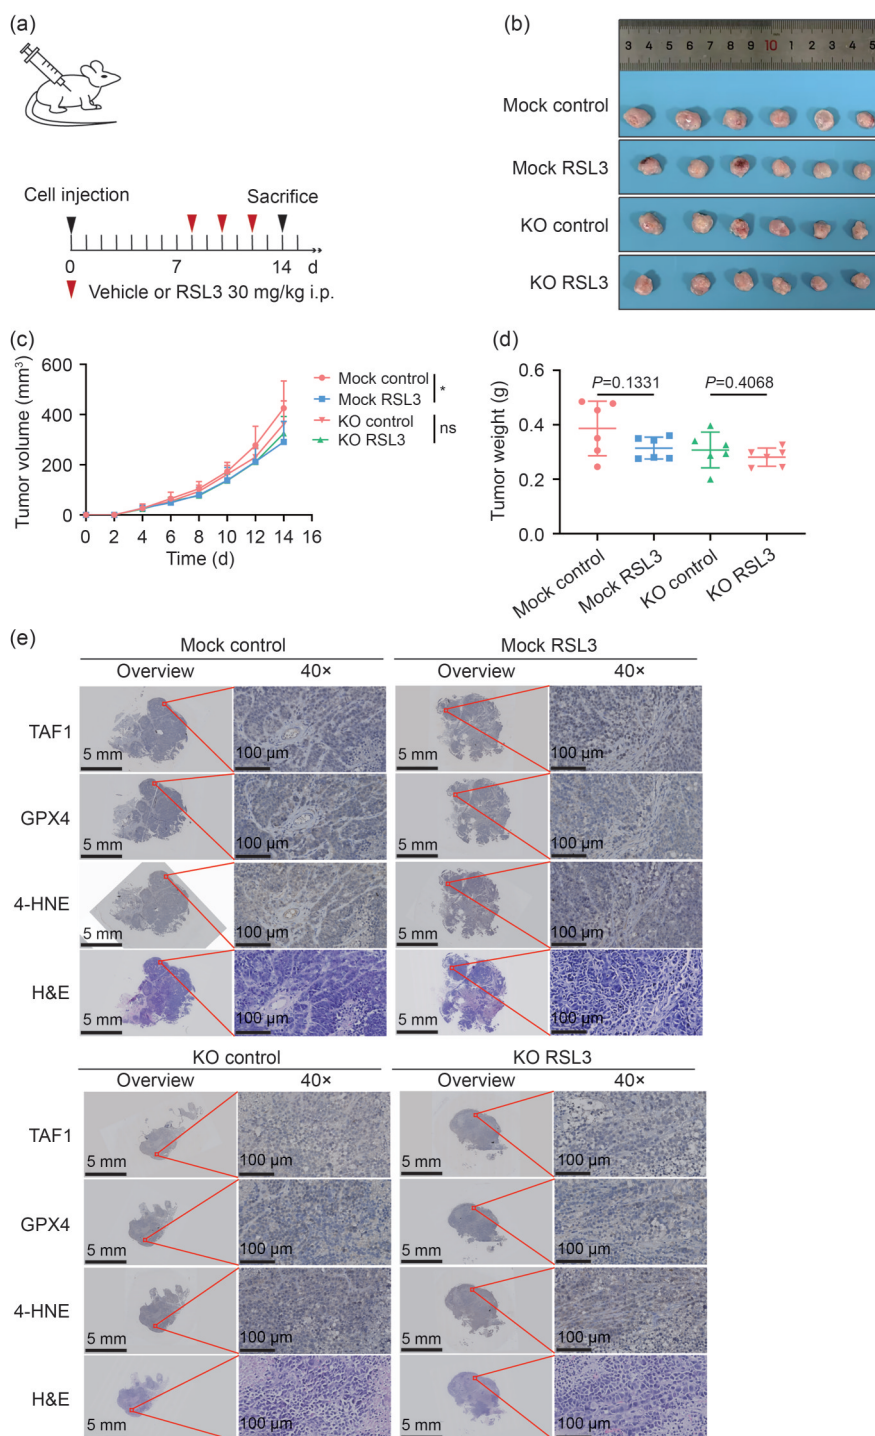 (a)
Cell injection Sacrifice
0 7 14 d
Vehicle or RSL3 30 mg/kg i.p.
(b)
3 4 5 6 7 8 9 10 1 2 3 4 5
Mock control
Mock RSL3
KO control
KO RSL3
(c)
Tumor volume (mm³)
600
400
200
0
0 2 4 6 8 10 12 14 16
Time (d)
Mock control
Mock RSL3
*
KO control
KO RSL3
ns
(d)
Tumor weight (g)
0.6
0.4
0.2
0.0
P=0.1331 P=0.4068
Mock control
Mock RSL3
KO control
KO RSL3
(e)
Mock control Mock RSL3
Overview 40× Overview 40×
TAF1
5 mm 100 µm 5 mm 100 µm
GPX4
5 mm 100 µm 5 mm 100 µm
4-HNE
5 mm 100 µm 5 mm 100 µm
H&E
5 mm 100 µm 5 mm 100 µm
KO control KO RSL3
Overview 40× Overview 40×
TAF1
5 mm 100 µm 5 mm 100 µm
GPX4
5 mm 100 µm 5 mm 100 µm
4-HNE
5 mm 100 µm 5 mm 100 µm
H&E
5 mm 100 µm 5 mm 100 µm